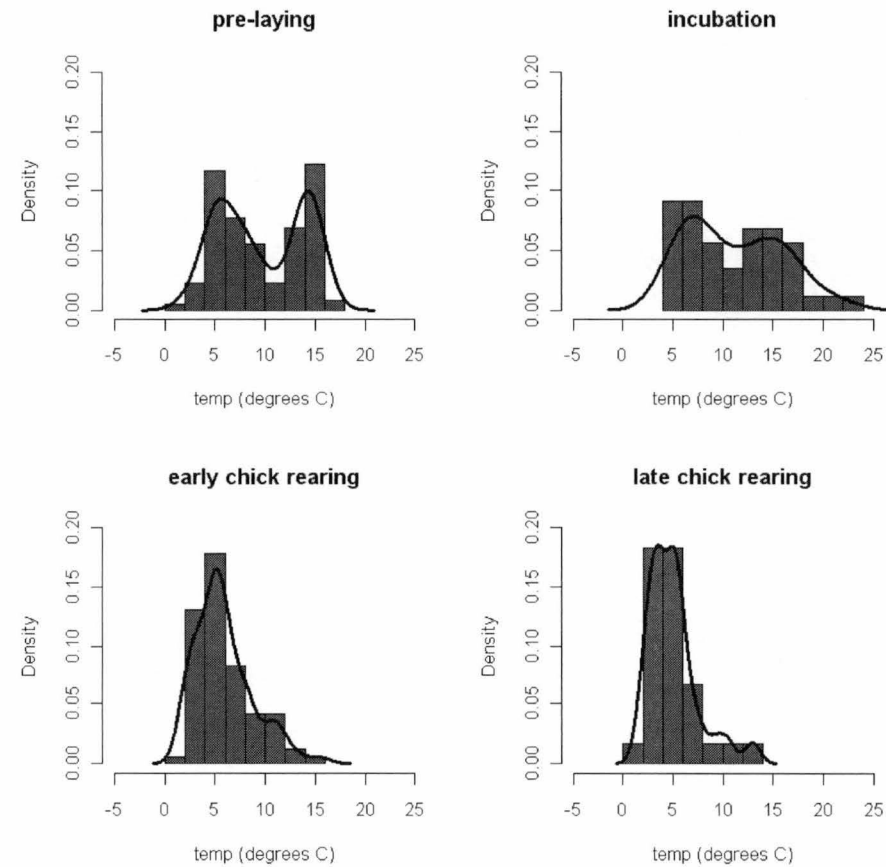 pre-laying
Density
0.00 0.05 0.10 0.15 0.20
-5 0 5 10 15 20 25
temp (degrees C)
incubation
Density
0.00 0.05 0.10 0.15 0.20
-5 0 5 10 15 20 25
temp (degrees C)
early chick rearing
Density
0.00 0.05 0.10 0.15 0.20
-5 0 5 10 15 20 25
temp (degrees C)
late chick rearing
Density
0.00 0.05 0.10 0.15 0.20
-5 0 5 10 15 20 25
temp (degrees C)